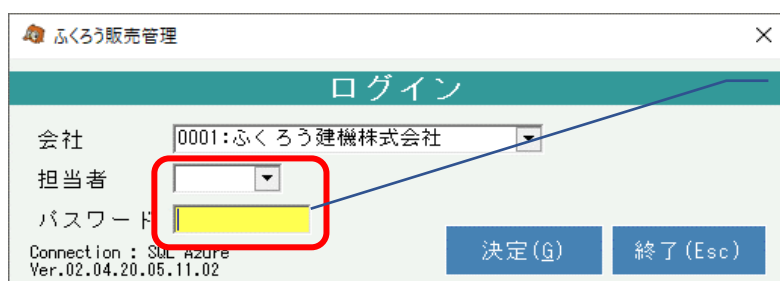 ふくろう販売管理
ログイン
会社 0001:ふくろう建機株式会社
担当者
パスワード
決定(G) 終了(Esc)
Connection : SQL Azure
Ver.02.04.20.05.11.02